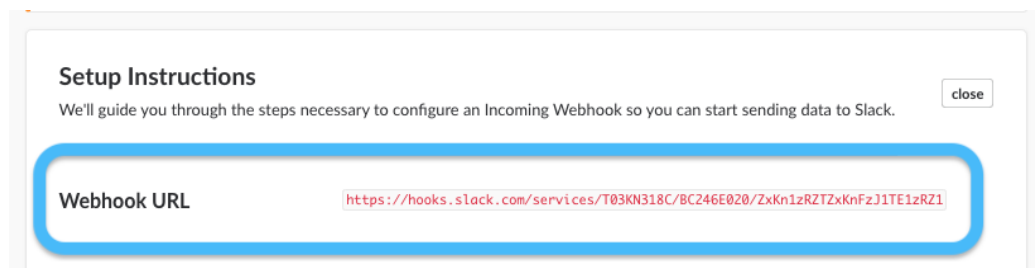 Setup Instructions
close
We'll guide you through the steps necessary to configure an Incoming Webhook so you can start sending data to Slack.
Webhook URL
https://hooks.slack.com/services/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